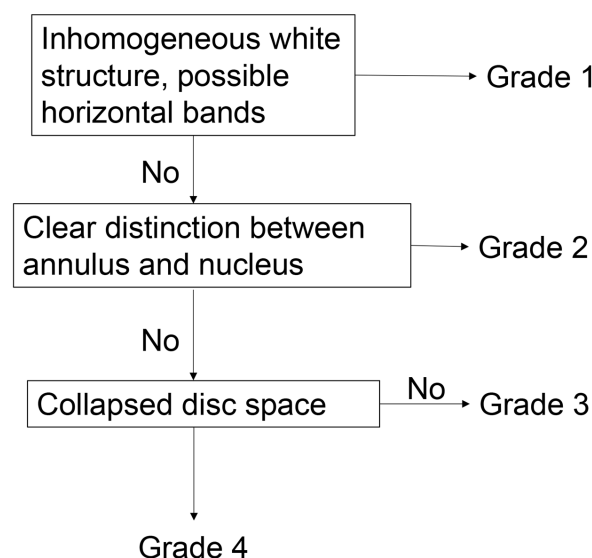 Inhomogeneous white
structure, possible
horizontal bands
Grade 1
No
Clear distinction between
annulus and nucleus
Grade 2
No
Collapsed disc space
No
Grade 3
Grade 4